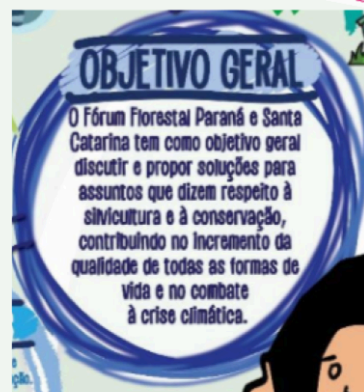 OBJETIVO GERAL
O Fórum Florestal Paraná e Santa
Catarina tem como objetivo geral
discutir e propor soluções para
assuntos que dizem respeito à
silvicultura e à conservação,
contribuindo no incremento da
qualidade de todas as formas de
vida e no combate
à crise climática.